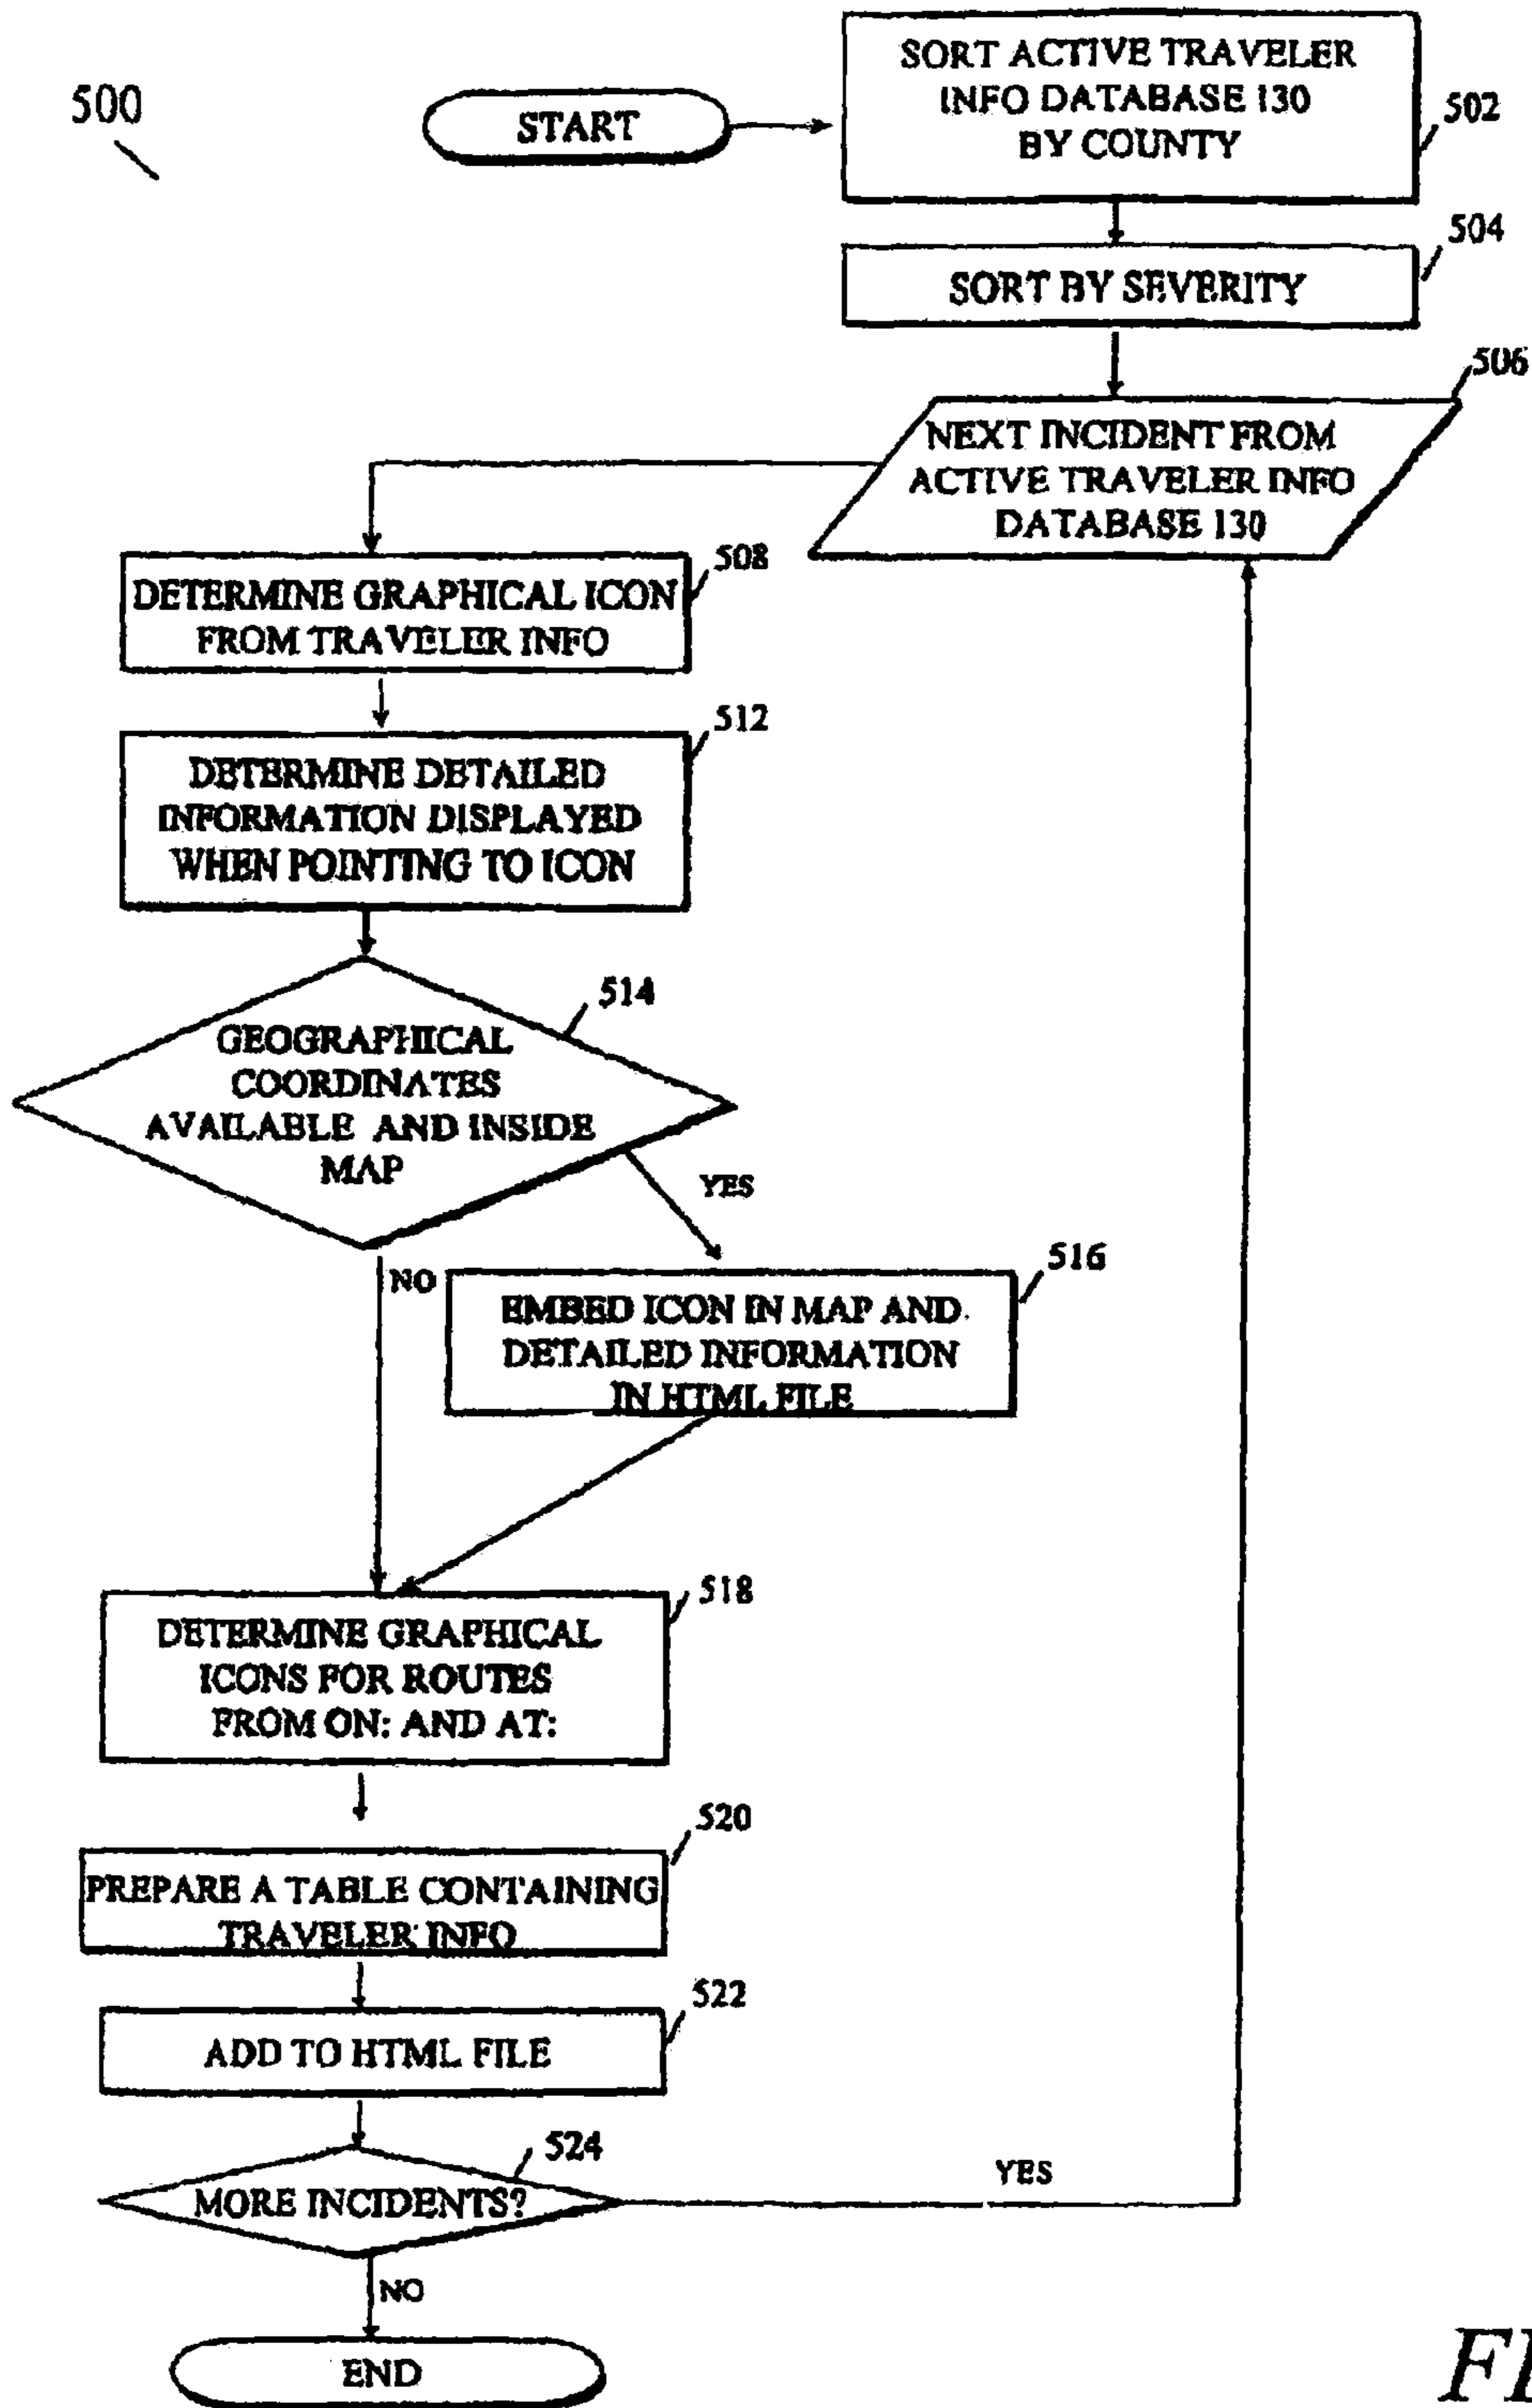 500
START
SORT ACTIVE TRAVELER
INFO DATABASE 130
BY COUNTY
502
504
SORT BY SEVERITY
506
NEXT INCIDENT FROM
ACTIVE TRAVELER INFO
DATABASE 130
508
DETERMINE GRAPHICAL ICON
FROM TRAVELER INFO
512
DETERMINE DETAILED
INFORMATION DISPLAYED
WHEN POINTING TO ICON
514
GEOGRAPHICAL
COORDINATES
AVAILABLE AND INSIDE
MAP
YES
NO
516
EMBED ICON IN MAP AND
DETAILED INFORMATION
IN HTML FILE
518
DETERMINE GRAPHICAL
ICONS FOR ROUTES
FROM ON: AND AT:
520
PREPARE A TABLE CONTAINING
TRAVELER INFO
522
ADD TO HTML FILE
524
MORE INCIDENTS?
YES
NO
END